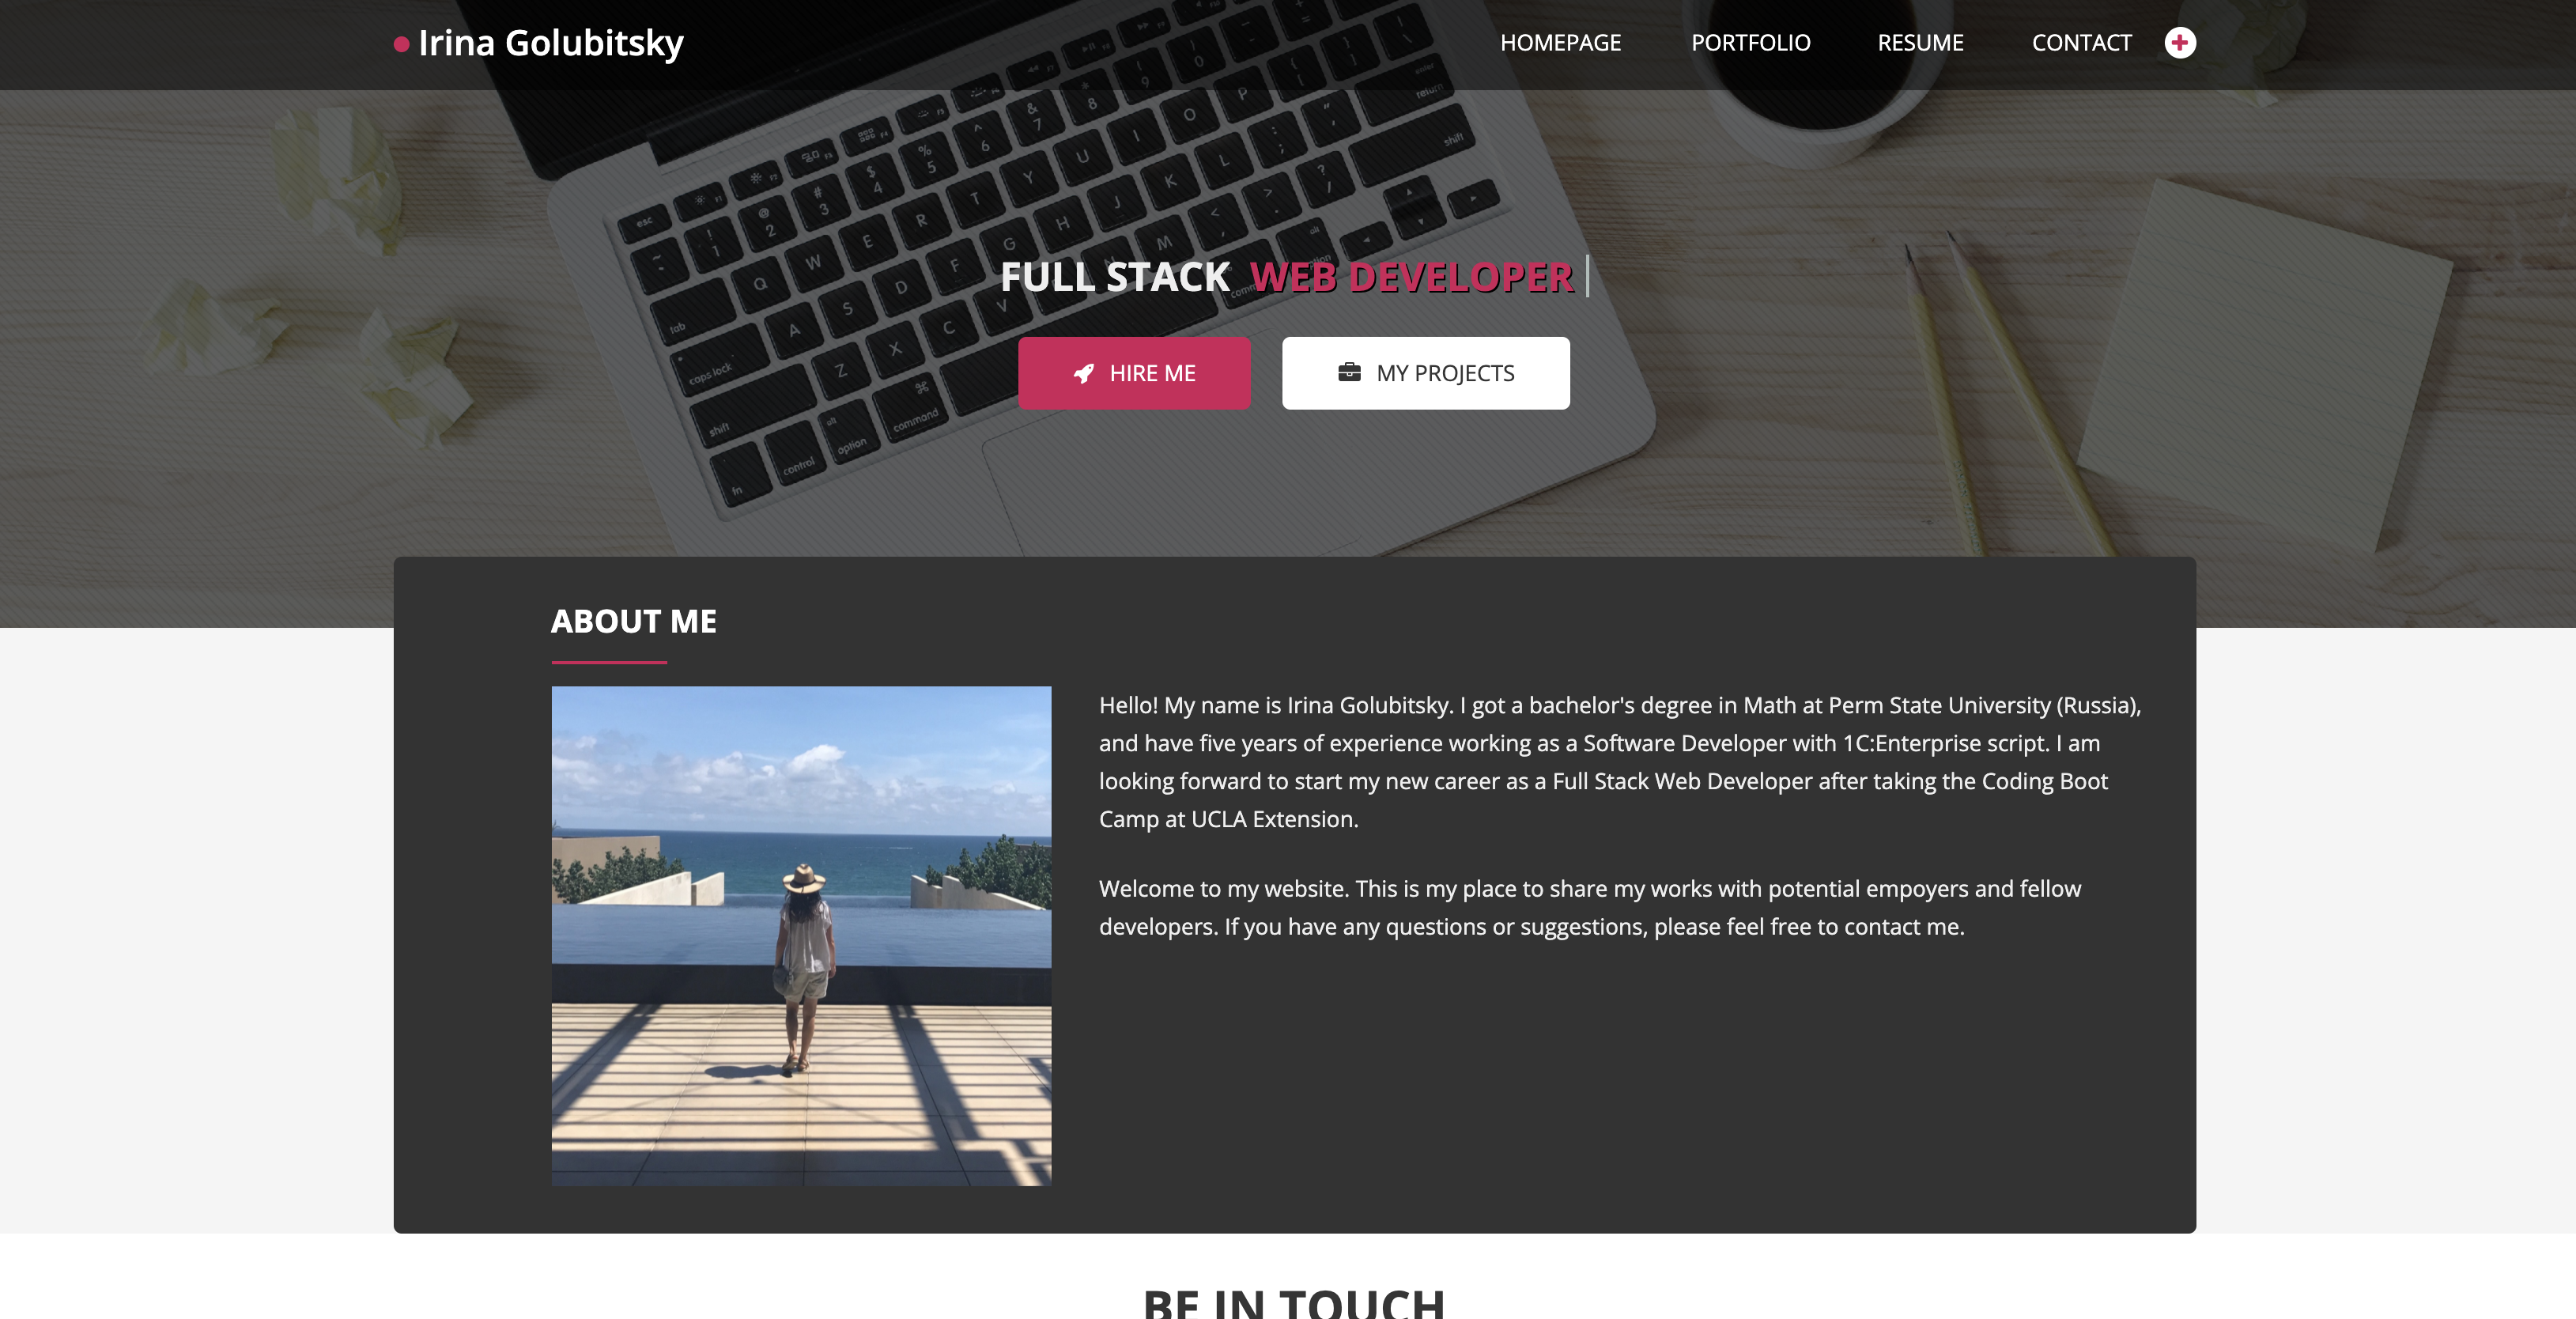 Irina Golubitsky
HOMEPAGE PORTFOLIO RESUME CONTACT
FULL STACK WEB DEVELOPER
HIRE ME MY PROJECTS
ABOUT ME
Hello! My name is Irina Golubitsky. I got a bachelor's degree in Math at Perm State University (Russia),
and have five years of experience working as a Software Developer with 1C:Enterprise script. I am
looking forward to start my new career as a Full Stack Web Developer after taking the Coding Boot
Camp at UCLA Extension.
Welcome to my website. This is my place to share my works with potential empoyers and fellow
developers. If you have any questions or suggestions, please feel free to contact me.
BE IN TOUCH